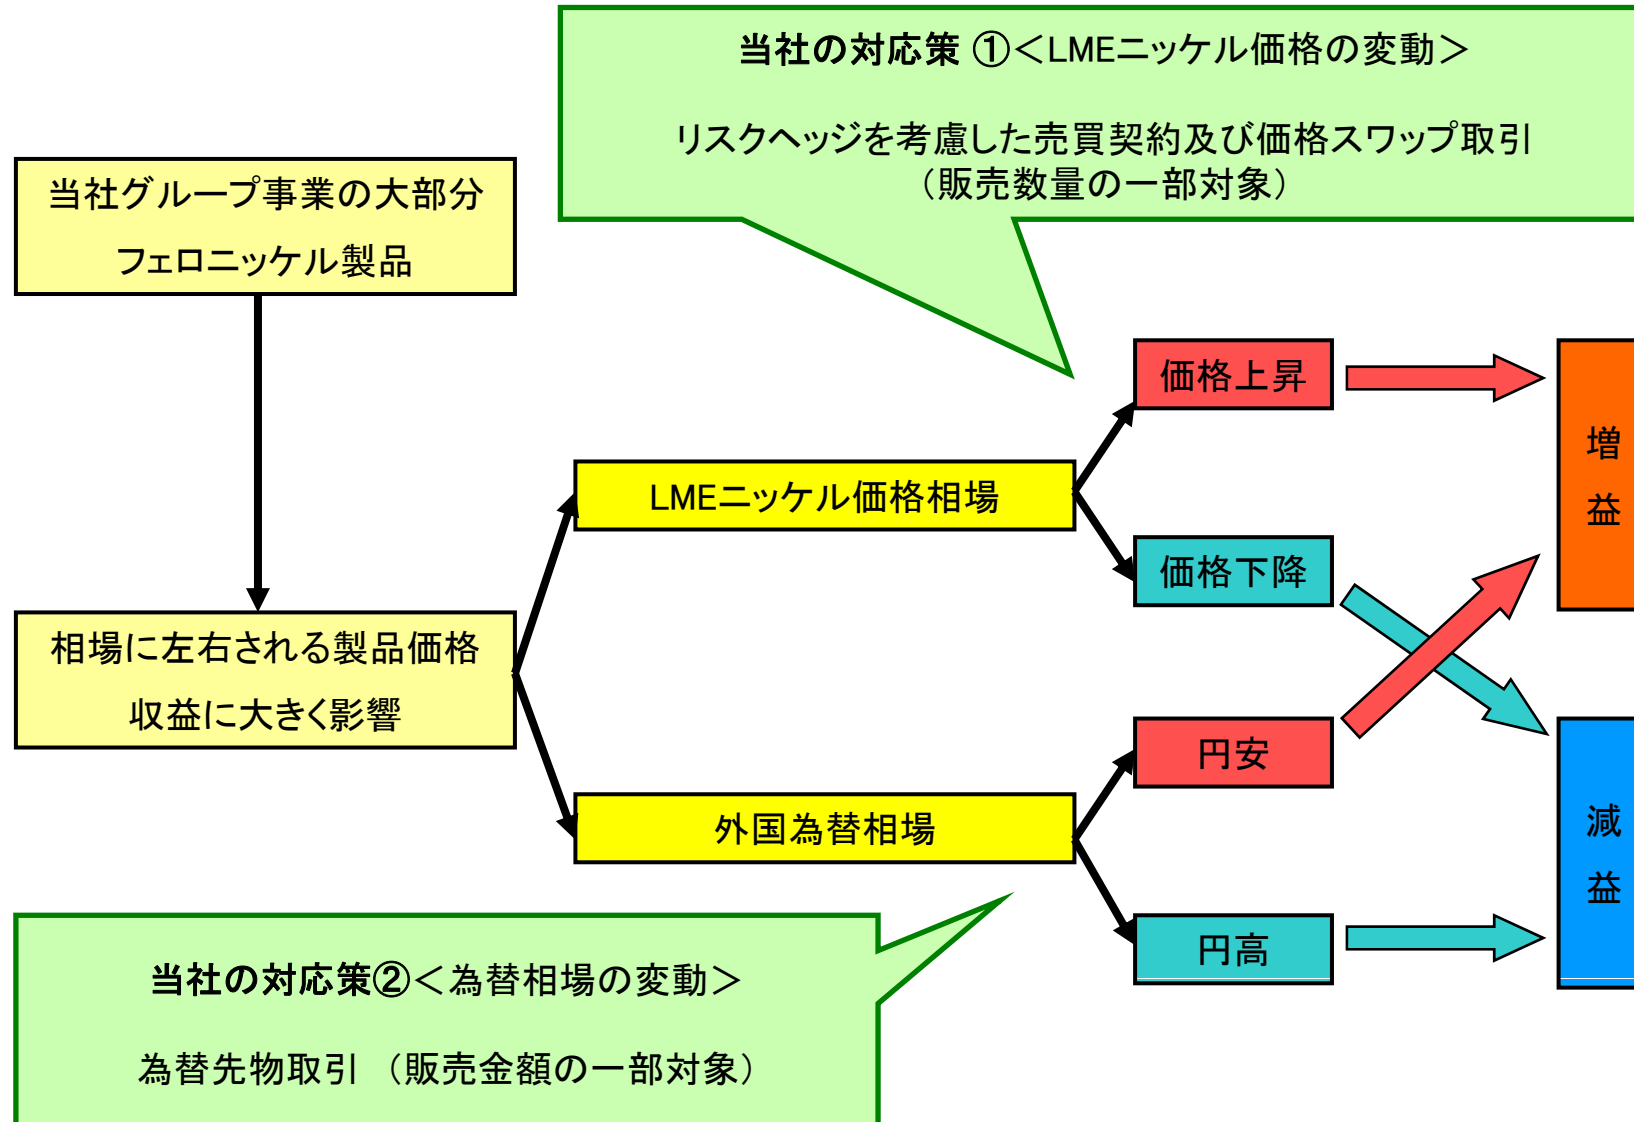 当社の対応策 ①＜LMEニッケル価格の変動＞
リスクヘッジを考慮した売買契約及び価格スワップ取引
（販売数量の一部対象）
当社グループ事業の大部分
フェロニッケル製品
価格上昇
増
益
LMEニッケル価格相場
価格下降
相場に左右される製品価格
収益に大きく影響
円安
外国為替相場
減
益
円高
当社の対応策②＜為替相場の変動＞
為替先物取引 （販売金額の一部対象）